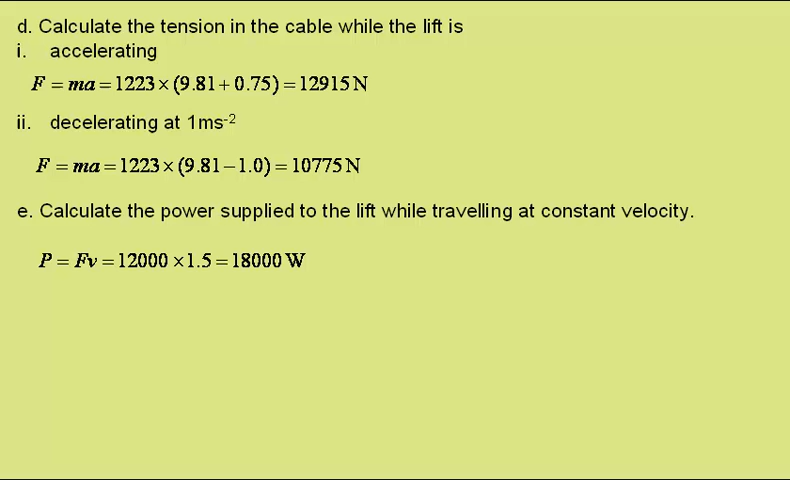 d. Calculate the tension in the cable while the lift is
i. accelerating
F = ma = 1223 × (9.81 + 0.75) = 12915 N
ii. decelerating at 1ms⁻²
F = ma = 1223 × (9.81 − 1.0) = 10775 N
e. Calculate the power supplied to the lift while travelling at constant velocity.
P = Fv = 12000 × 1.5 = 18000 W